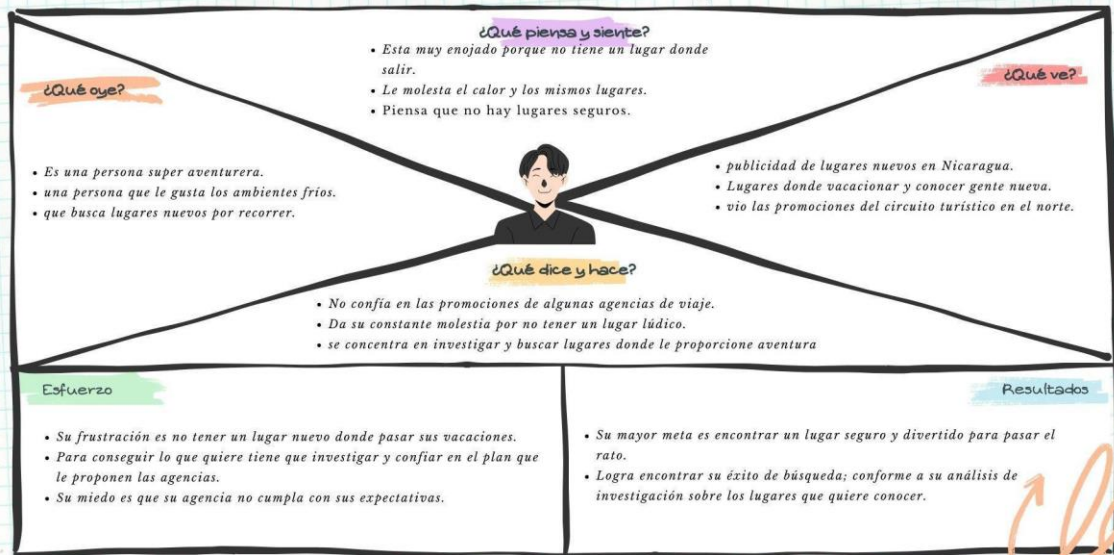 ¿Qué piensa y siente?
• Esta muy enojado porque no tiene un lugar donde
salir.
• Le molesta el calor y los mismos lugares.
• Piensa que no hay lugares seguros.
¿Qué oye?
• Es una persona super aventurera.
• una persona que le gusta los ambientes fríos.
• que busca lugares nuevos por recorrer.
¿Qué ve?
• publicidad de lugares nuevos en Nicaragua.
• Lugares donde vacacionar y conocer gente nueva.
• vio las promociones del circuito turístico en el norte.
¿Qué dice y hace?
• No confía en las promociones de algunas agencias de viaje.
• Da su constante molestia por no tener un lugar lúdico.
• se concentra en investigar y buscar lugares donde le proporcione aventura
Esfuerzo
• Su frustración es no tener un lugar nuevo donde pasar sus vacaciones.
• Para conseguir lo que quiere tiene que investigar y confiar en el plan que
le proponen las agencias.
• Su miedo es que su agencia no cumpla con sus expectativas.
Resultados
• Su mayor meta es encontrar un lugar seguro y divertido para pasar el
rato.
• Logra encontrar su éxito de búsqueda; conforme a su análisis de
investigación sobre los lugares que quiere conocer.